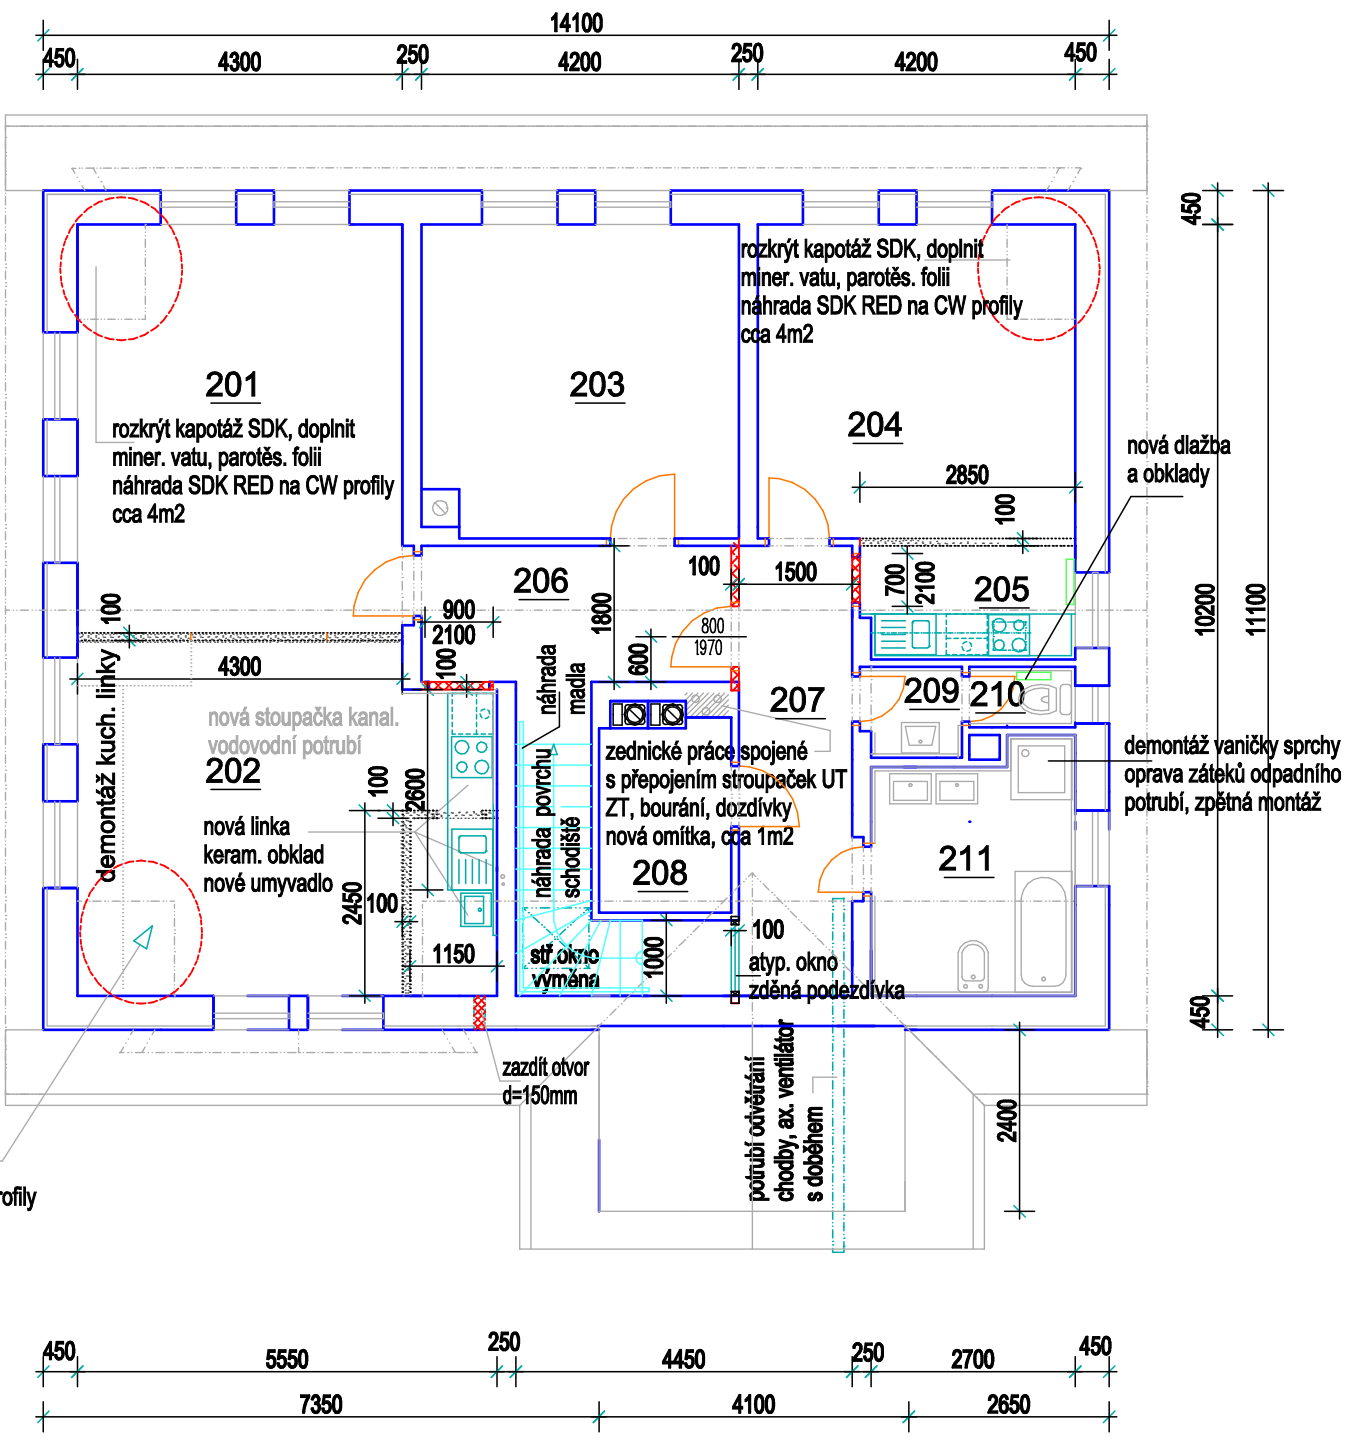 14100
450
4300
250
4200
250
4200
450
rozkrýt kapotáž SDK, doplnit
miner. vatu, parotěs. folii
náhrada SDK RED na CW profily
cca 4m2
450
10200
11100
450
201
203
204
rozkrýt kapotáž SDK, doplnit
miner. vatu, parotěs. folii
náhrada SDK RED na CW profily
cca 4m2
nová dlažba
a obklady
2850
100
206
100
1500
700
2100
205
100
900
2100
1800
800
1970
600
4300
100
náhrada
madla
207
209
210
demontáž kuch. linky
nová stoupačka kanal.
vodovodní potrubí
202
zednické práce spojené
s přepojením stoupaček UT
ZT, bourání, dozdívky
nová omítka, cca 1m2
208
demontáž vaničky sprchy
oprava záteků odpadního
potrubí, zpětná montáž
100
2600
náhrada povrchu
schodiště
nová linka
keram. obklad
nové umyvadlo
211
2450
100
1150
stř.okno
výměna
1000
100
atyp. okno
zděná podezdívka
zazdít otvor
d=150mm
potrubí odvětrání
chodby, ax. ventilátor
s doběhem
2400
rofily
450
5550
250
4450
250
2700
450
7350
4100
2650